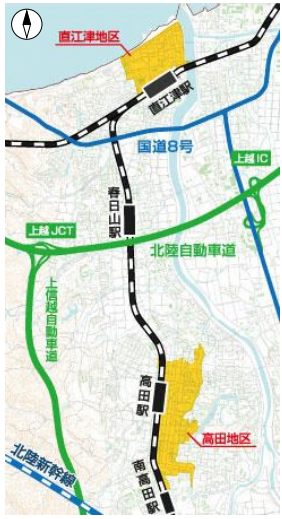 直江津地区
直江津駅
国道8号
上越IC
春日山駅
上越JCT
北陸自動車道
上信越自動車道
高田駅
高田地区
北陸新幹線
南高田駅